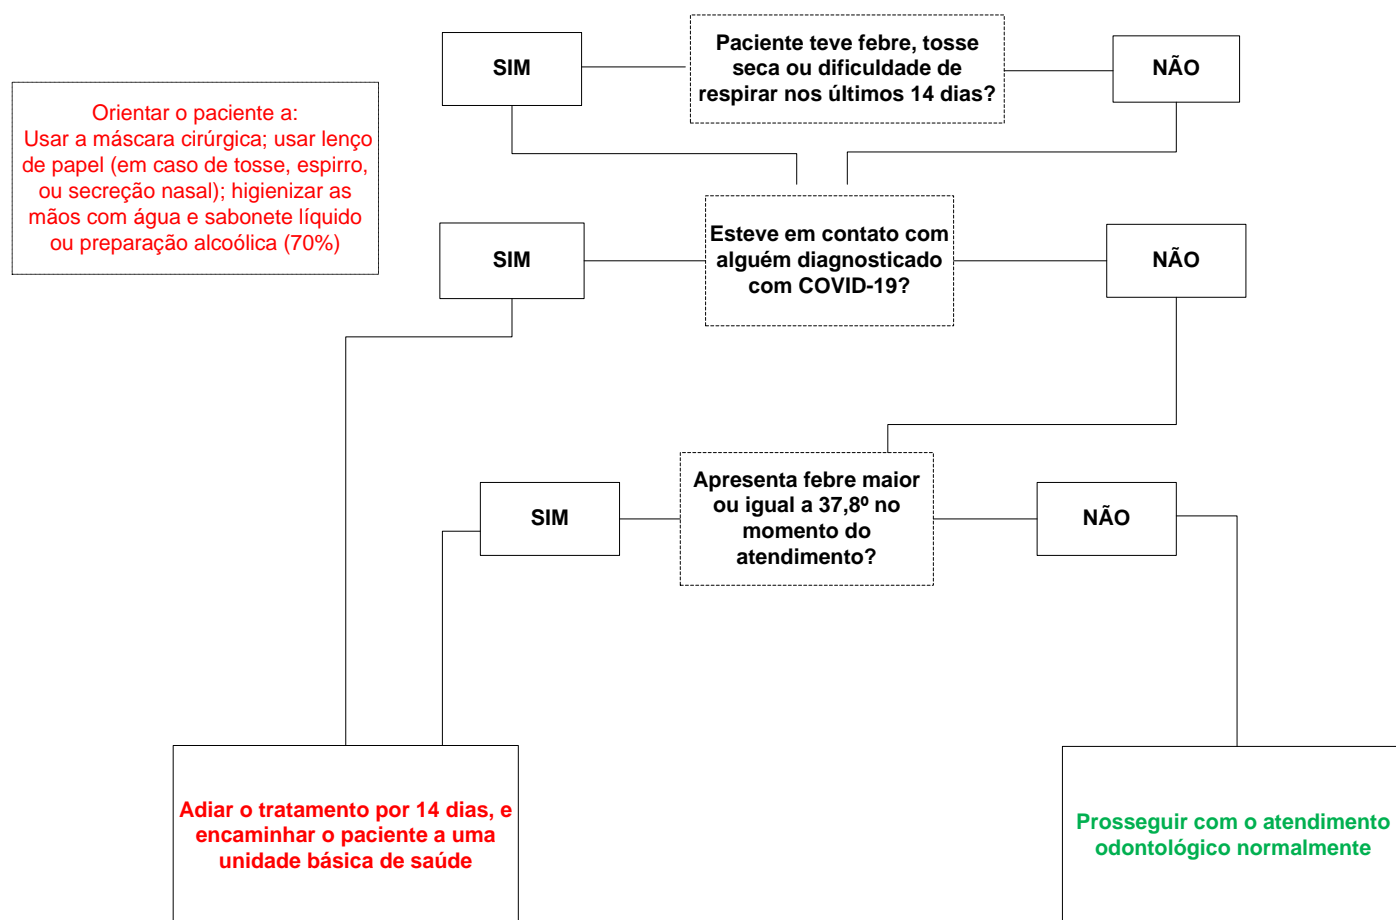 Paciente teve febre, tosse
seca ou dificuldade de
respirar nos últimos 14 dias?
SIM
NÃO
Orientar o paciente a:
Usar a máscara cirúrgica; usar lenço
de papel (em caso de tosse, espirro,
ou secreção nasal); higienizar as
mãos com água e sabonete líquido
ou preparação alcoólica (70%)
Esteve em contato com
alguém diagnosticado
com COVID-19?
SIM
NÃO
Apresenta febre maior
ou igual a 37,8º no
momento do
atendimento?
SIM
NÃO
Adiar o tratamento por 14 dias, e
encaminhar o paciente a uma
unidade básica de saúde
Prosseguir com o atendimento
odontológico normalmente